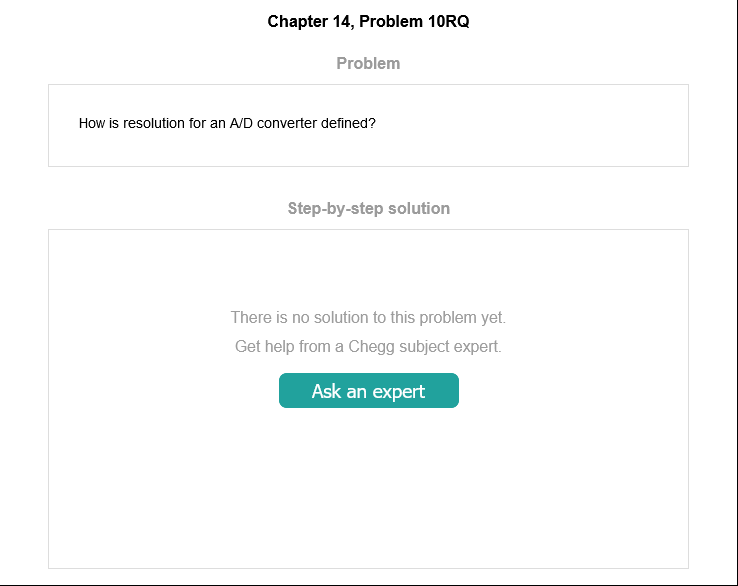 Chapter 14, Problem 10RQ
Problem
How is resolution for an A/D converter defined?
Step-by-step solution
There is no solution to this problem yet.
Get help from a Chegg subject expert.
Ask an expert